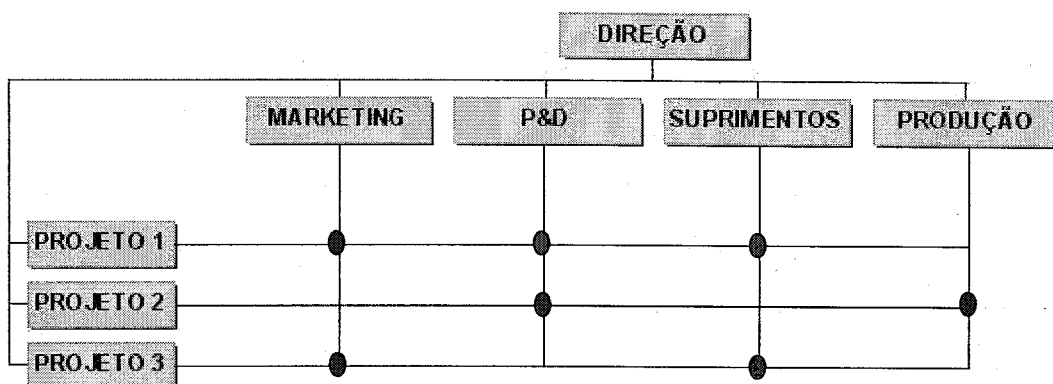 DIREÇÃO
MARKETING
P&D
SUPRIMENTOS
PRODUÇÃO
PROJETO 1
PROJETO 2
PROJETO 3